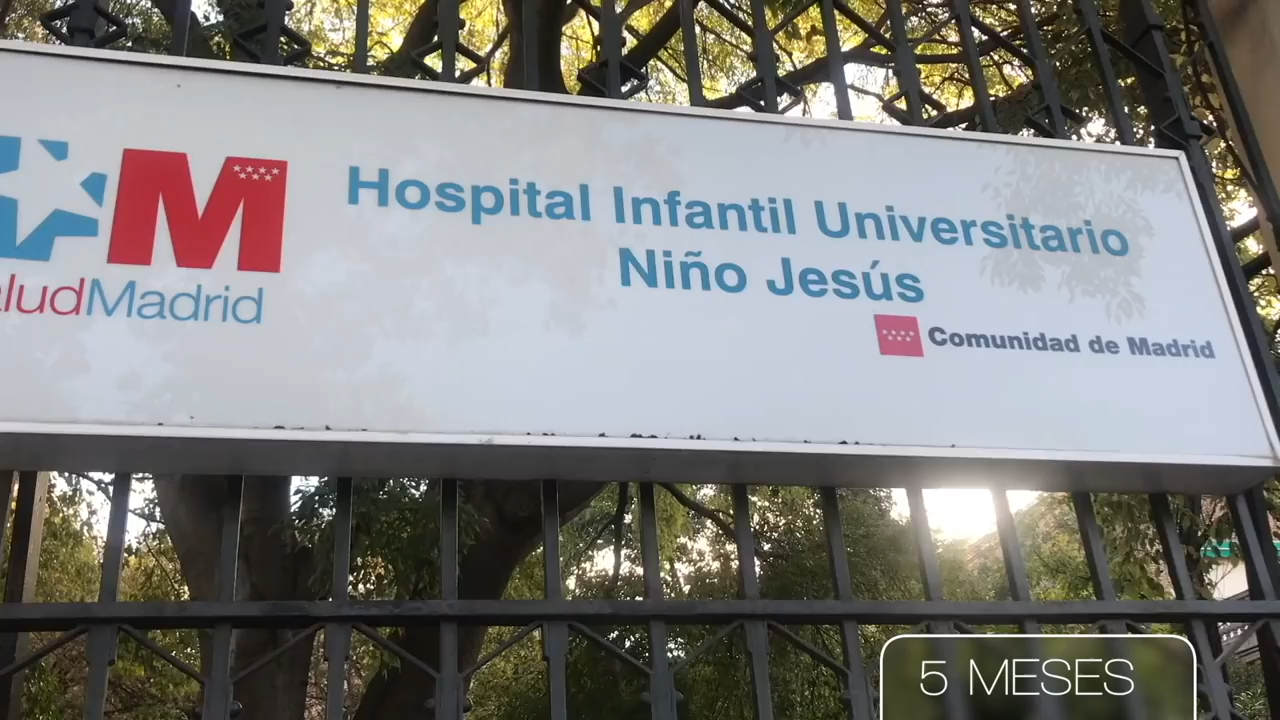 Hospital Infantil Universitario
Niño Jesús
M
aludMadrid
Comunidad de Madrid
5 MESES